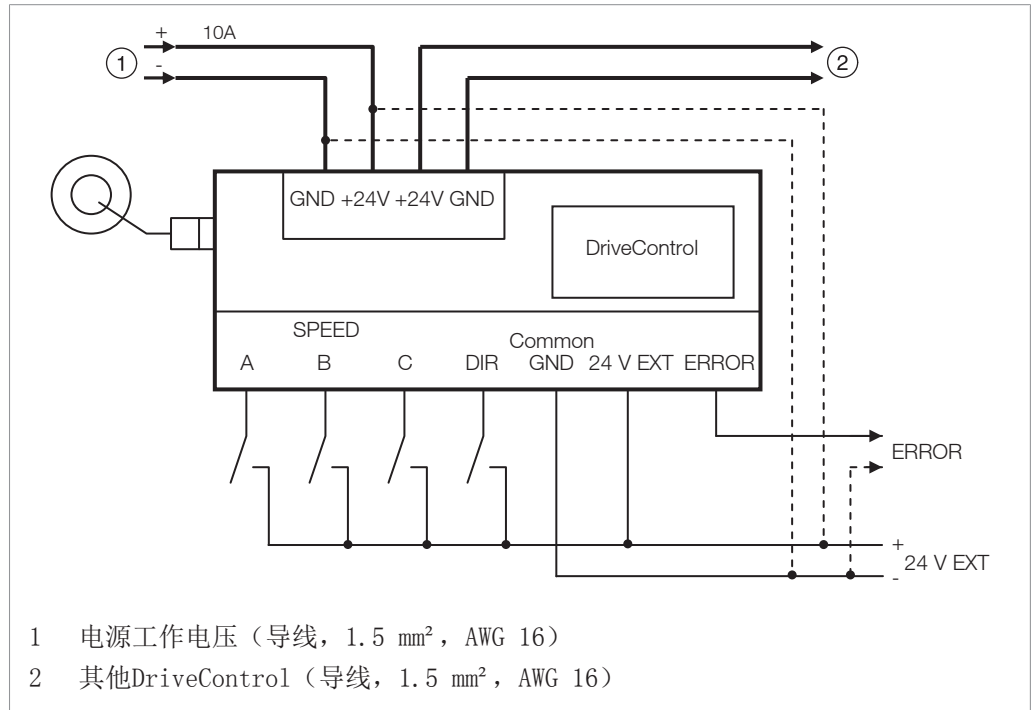 + 10A
1 - 2
GND +24V +24V GND
DriveControl
SPEED
Common
A B C DIR GND 24 V EXT ERROR
ERROR
+
24 V EXT
-
1 电源工作电压（导线，1.5 mm²，AWG 16）
2 其他DriveControl（导线，1.5 mm²，AWG 16）